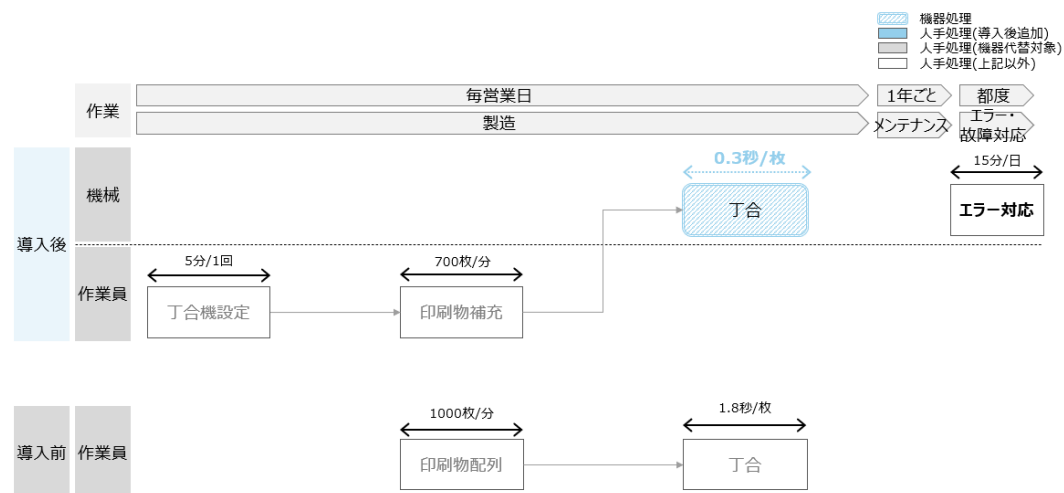 機器処理
人手処理(導入後追加)
人手処理(機器代替対象)
人手処理(上記以外)
作業
毎営業日
1年ごと
都度
製造
メンテナンス
エラー・
故障対応
導入後
機械
0.3秒/枚
丁合
15分/日
エラー対応
作業員
5分/1回
丁合機設定
700枚/分
印刷物補充
導入前
作業員
1000枚/分
印刷物配列
1.8秒/枚
丁合